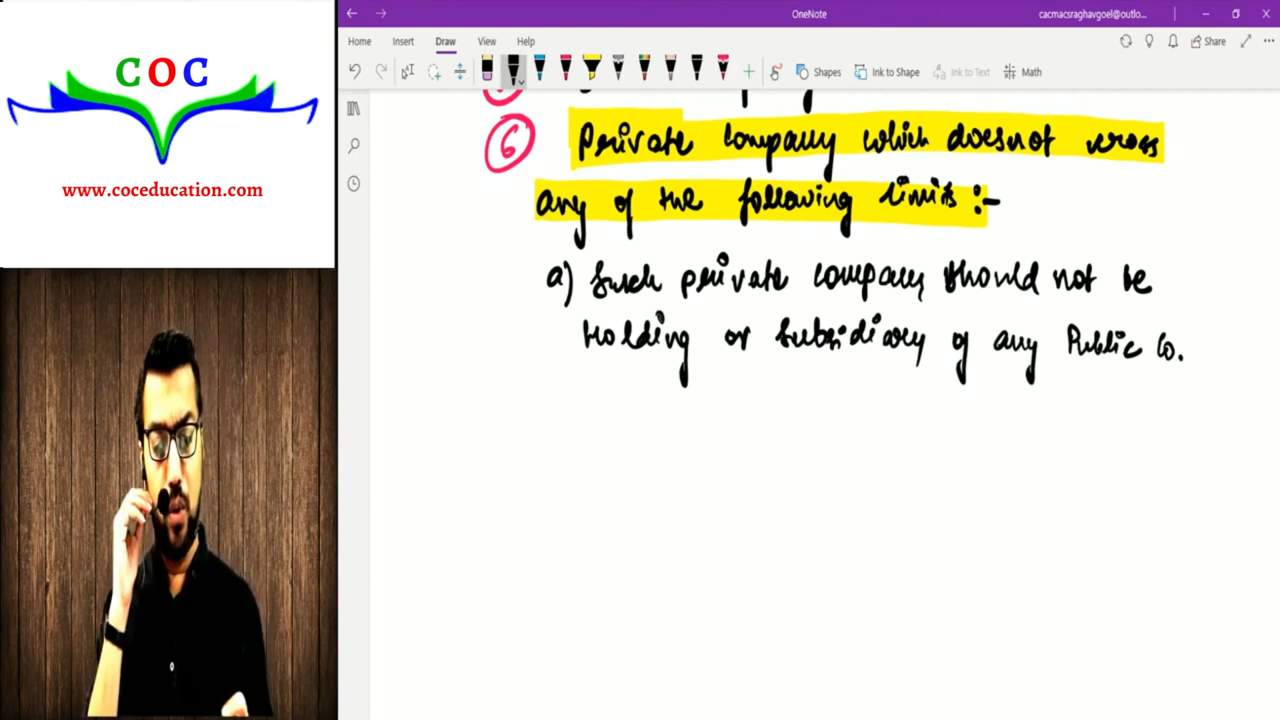 COC
www.coceducation.com
OneNote
cacmacsraghavgoel@outlo...
Home Insert Draw View Help
Share
Shapes Ink to Shape Ink to Text Math
6 Private company which does not cross
any of the following limits :-
a) Such private company should not be
Holding or Subsidiary of any Public Co.